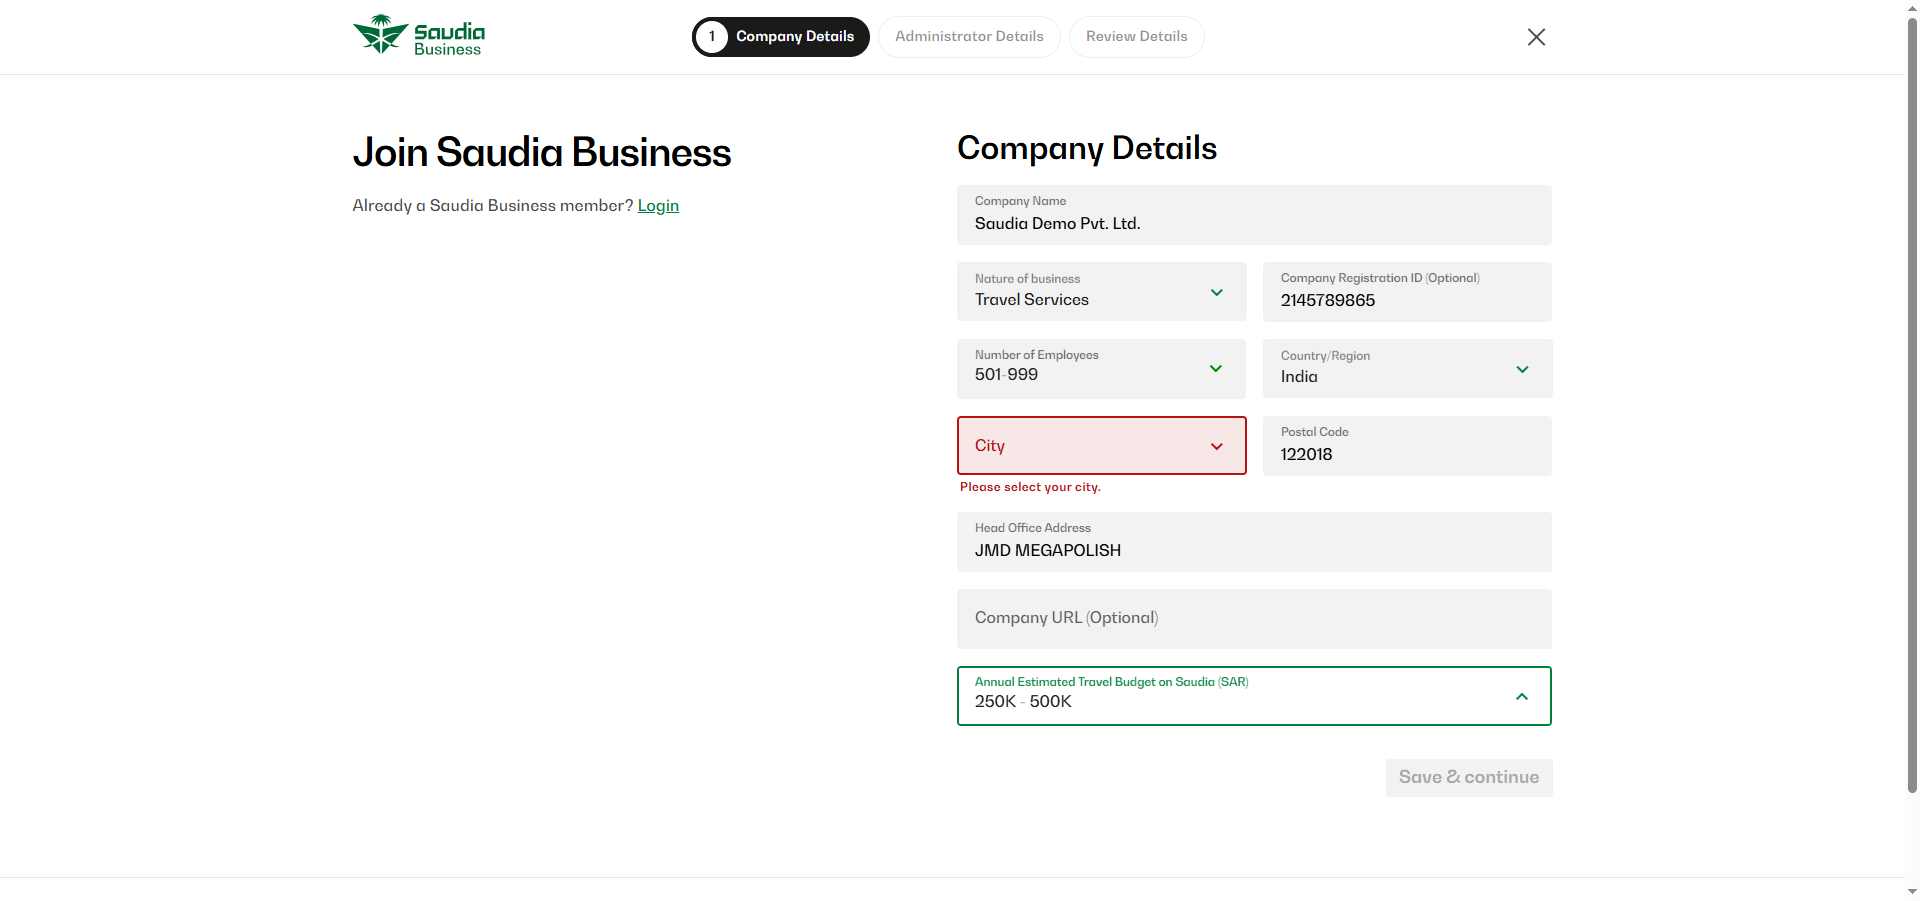 Saudia
Business
1 Company Details
Administrator Details
Review Details
Join Saudia Business
Already a Saudia Business member? Login
Company Details
Company Name
Saudia Demo Pvt. Ltd.
Nature of business
Travel Services
Company Registration ID (Optional)
2145789865
Number of Employees
501-999
Country/Region
India
City
Please select your city.
Postal Code
122018
Head Office Address
JMD MEGAPOLISH
Company URL (Optional)
Annual Estimated Travel Budget on Saudia (SAR)
250K - 500K
Save & continue